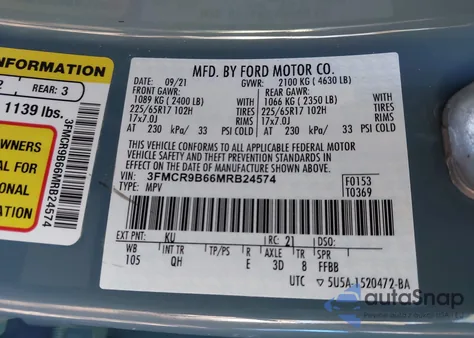 INFORMATION
2 REAR: 3
1139 lbs.
WNERS
AL FOR
TIONAL
ON
3FMCR9B66MRB24574
MFD. BY FORD MOTOR CO.
DATE: 09/21 GVWR: 2100 KG (4630 LB)
FRONT GAWR: REAR GAWR:
1089 KG (2400 LB) 1066 KG (2350 LB)
225/65R17 102H TIRES 225/65R17 102H TIRES
17x7.0J RIMS 17x7.0J RIMS
AT 230 kPa/ 33 PSI COLD AT 230 kPa/ 33 PSI COLD
THIS VEHICLE CONFORMS TO ALL APPLICABLE FEDERAL MOTOR
VEHICLE SAFETY AND THEFT PREVENTION STANDARDS IN
EFFECT ON THE DATE OF MANUFACTURE SHOWN ABOVE.
VIN: 3FMCR9B66MRB24574
TYPE: MPV
F0153
T0369
EXT PNT: KU RC: 21 DSO:
WB INT TR TP/PS R AXLE TR SPR
105 QH E 3D 8 FFBB
UTC ▽ 5U5A-1520472-BA
autoSnap